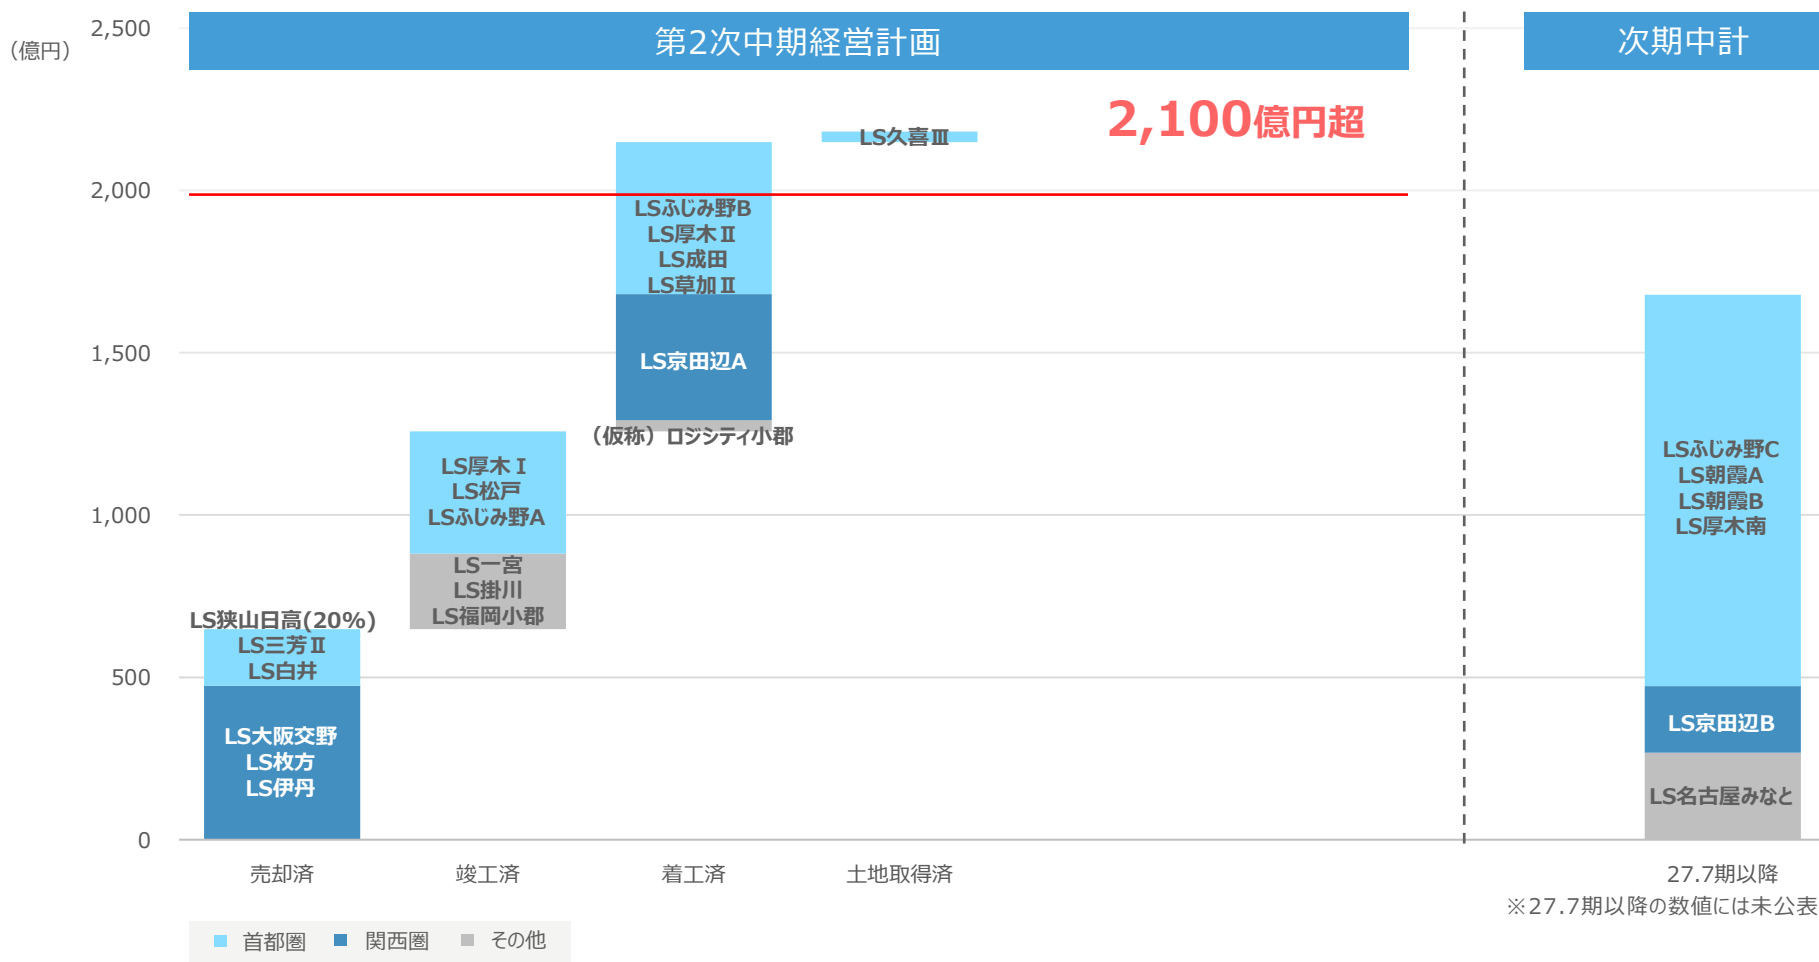 （億円）
2,500
2,000
1,500
1,000
500
0
第2次中期経営計画
次期中計
2,100億円超
LS久喜Ⅲ
LSふじみ野B
LS厚木Ⅱ
LS成田
LS草加Ⅱ
LS京田辺A
（仮称）ロジシティ小郡
LS厚木Ⅰ
LS松戸
LSふじみ野A
LS一宮
LS掛川
LS福岡小郡
LS狭山日高(20%)
LS三芳Ⅱ
LS白井
LS大阪交野
LS枚方
LS伊丹
LSふじみ野C
LS朝霞A
LS朝霞B
LS厚木南
LS京田辺B
LS名古屋みなと
売却済
竣工済
着工済
土地取得済
27.7期以降
※27.7期以降の数値には未公表
首都圏
関西圏
その他